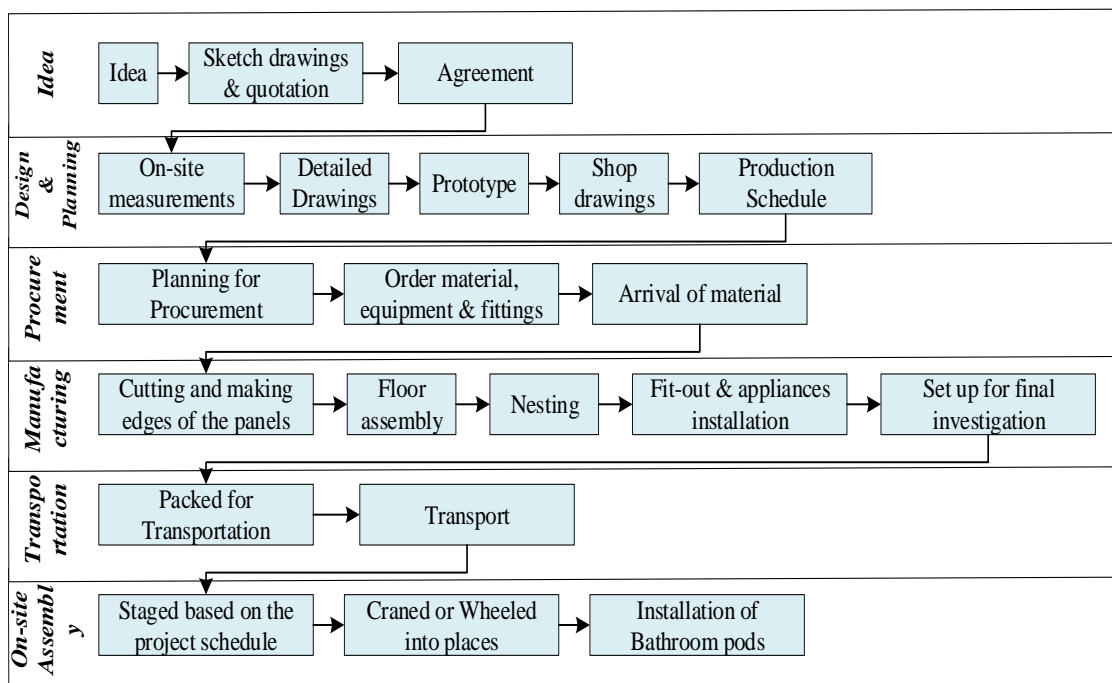 Idea
Idea
Sketch drawings
& quotation
Agreement
Design
&
Planning
On-site
measurements
Detailed
Drawings
Prototype
Shop
drawings
Production
Schedule
Procure
ment
Planning for
Procurement
Order material,
equipment & fittings
Arrival of material
Manufa
cturing
Cutting and making
edges of the panels
Floor
assembly
Nesting
Fit-out & appliances
installation
Set up for final
investigation
Transpo
rtation
Packed for
Transportation
Transport
On-site
Assembl
y
Staged based on the
project schedule
Craned or Wheeled
into places
Installation of
Bathroom pods